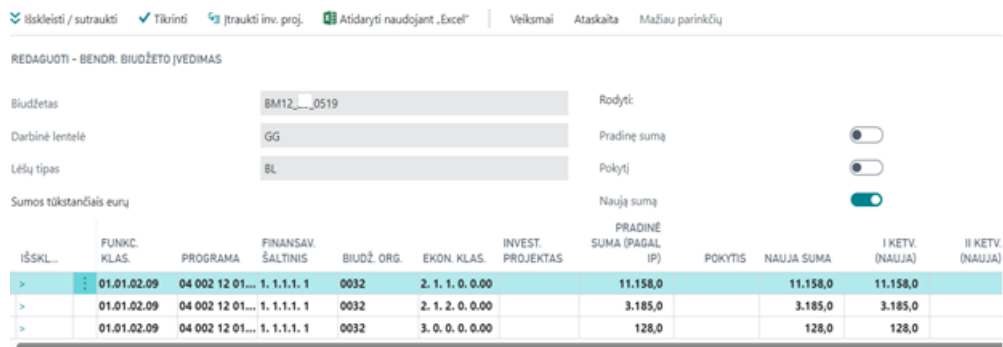 Išskleisti / sutraukti Tikrinti Įtraukti inv. proj. Atidaryti naudojant „Excel“ Veiksmai Ataskaita Mažiau parinkčių
REDAGUOTI - BENDR. BIUDŽETO ĮVEDIMAS
Biudžetas BM12_ _0519 Rodyti:
Darbinė lentelė GG Pradinę sumą
Lėšų tipas BL Pokytį
Sumos tūkstančiais eurų Naują sumą
IŠSKL... FUNKC. KLAS. PROGRAMA FINANSAV. ŠALTINIS BIUDŽ. ORG. EKON. KLAS. INVEST. PROJEKTAS PRADINĖ SUMA (PAGAL IP) POKYTIS NAUJA SUMA I KETV. (NAUJA) II KETV. (NAUJA)
> 01.01.02.09 04 002 12 01... 1. 1.1.1. 1 0032 2. 1. 1. 0. 0.00 11.158,0 11.158,0 11.158,0
> 01.01.02.09 04 002 12 01... 1. 1.1.1. 1 0032 2. 1. 2. 0. 0.00 3.185,0 3.185,0 3.185,0
> 01.01.02.09 04 002 12 01... 1. 1.1.1. 1 0032 3. 0. 0. 0. 0.00 128,0 128,0 128,0